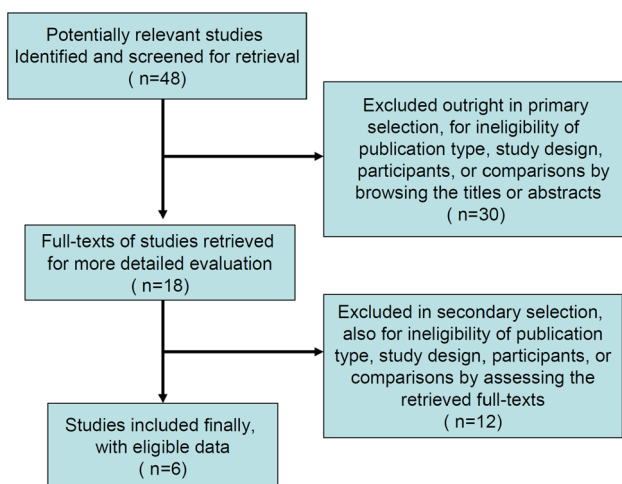 Potentially relevant studies
Identified and screened for retrieval
( n=48)
Excluded outright in primary
selection, for ineligibility of
publication type, study design,
participants, or comparisons by
browsing the titles or abstracts
(n=30)
Full-texts of studies retrieved
for more detailed evaluation
( n=18)
Excluded in secondary selection,
also for ineligibility of publication
type, study design, participants, or
comparisons by assessing the
retrieved full-texts
( n=12)
Studies included finally,
with eligible data
( n=6)